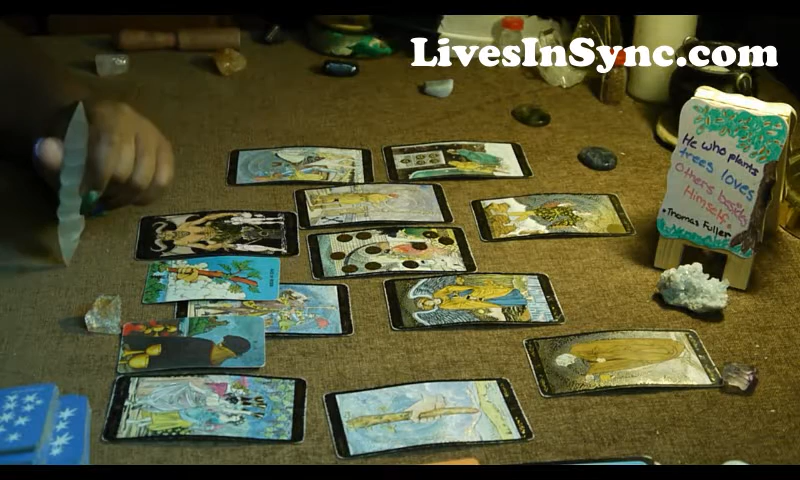 LivesInSync.com
He who plants
trees loves
others besides
Himself."
-Thomas Fuller